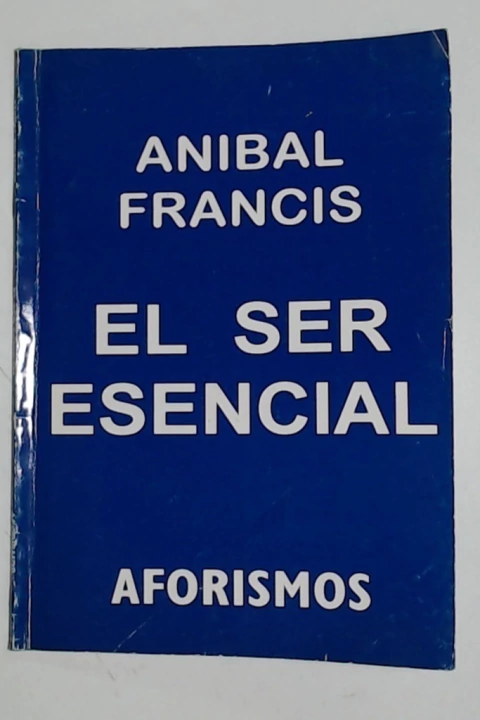 ANIBAL
FRANCIS
EL SER
ESENCIAL
AFORISMOS